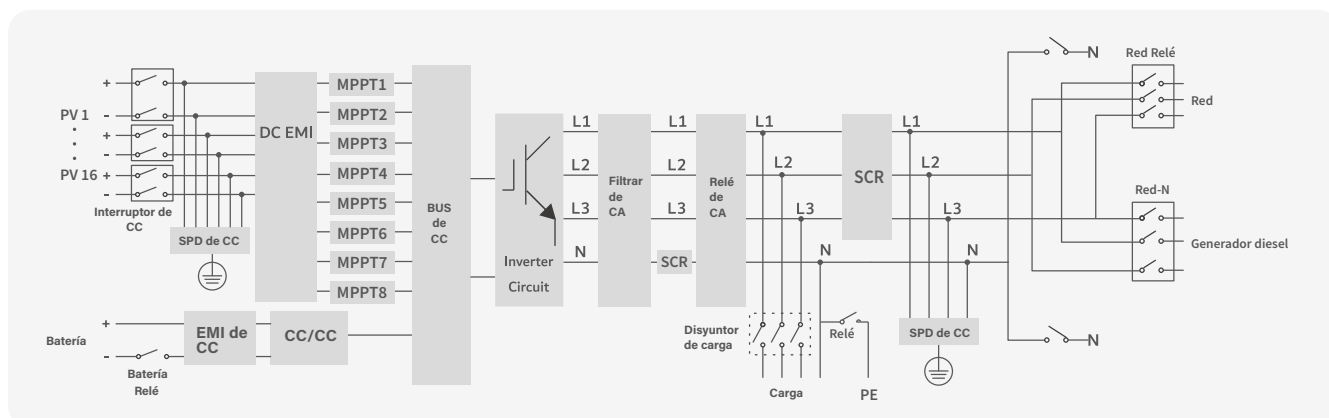 +
PV 1
-
+
-
PV 16
+
-
Interruptor de
CC
SPD de CC
DC EMI
MPPT1
MPPT2
MPPT3
MPPT4
MPPT5
MPPT6
MPPT7
MPPT8
Batería
+
-
Batería
Relé
EMI de
CC
CC/CC
BUS
de
CC
Inverter
Circuit
L1
L2
L3
N
Filtrar
de
CA
L1
L2
L3
SCR
Relé
de
CA
L1
L2
L3
N
Disyuntor
de carga
Carga
Relé
PE
SCR
L1
L2
L3
N
SPD de CC
N
Red Relé
Red
Red-N
Generador diesel
N